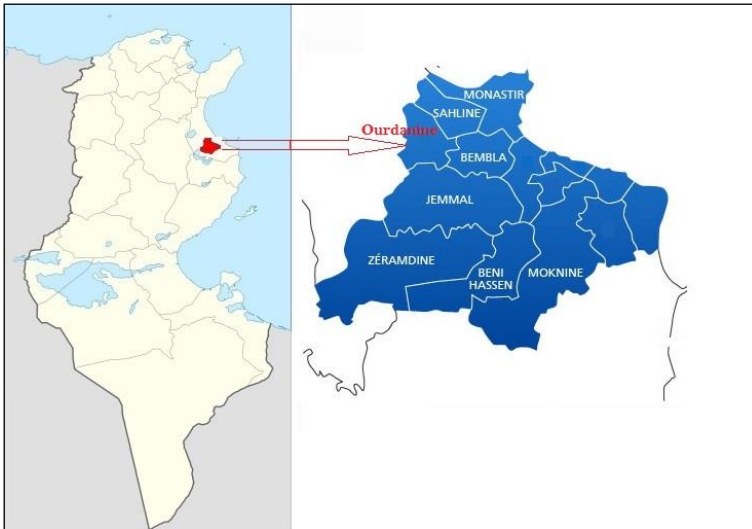 MONASTIR
SAHLINE
Ourdanine
BEMBLA
JEMMAL
ZÉRAMDINE
BENI
HASSEN
MOKNINE